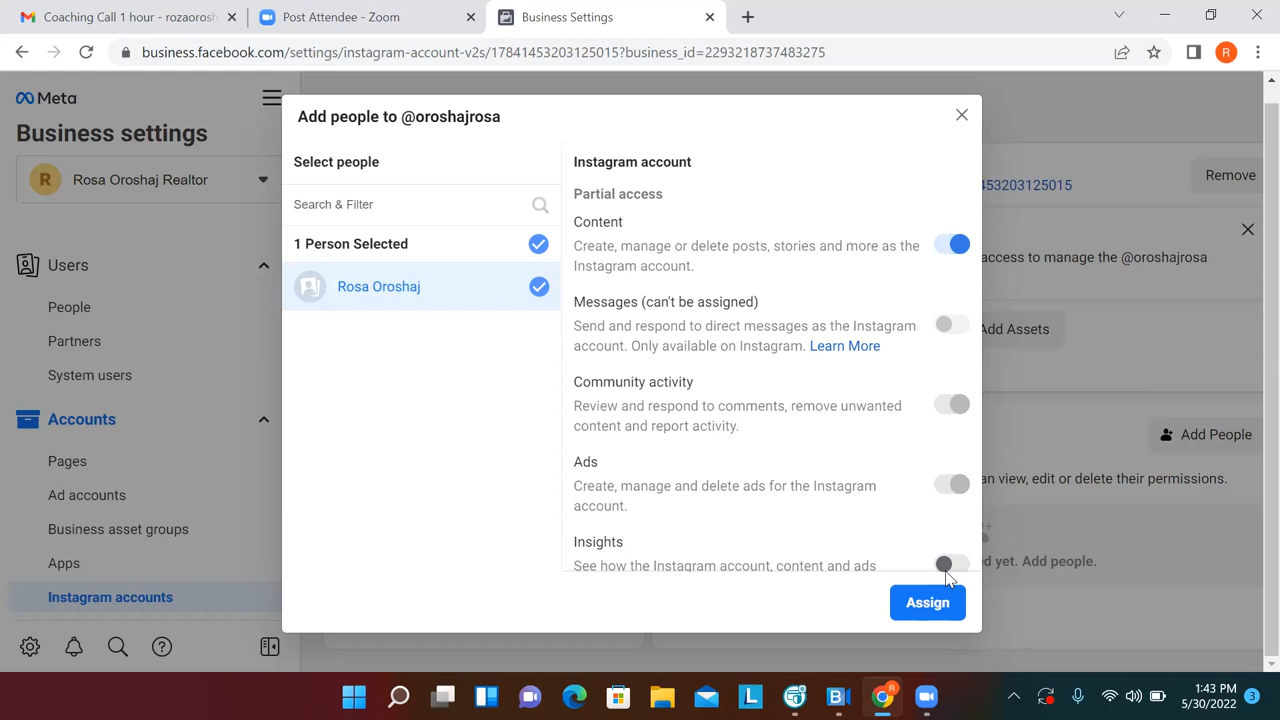 Coaching Call 1 hour - rozaorosh
Post Attendee - Zoom
Business Settings
business.facebook.com/settings/instagram-account-v2s/17841453203125015?business_id=2293218737483275
R
Meta
Business settings
R
Rosa Oroshaj Realtor
Users
People
Partners
System users
Accounts
Pages
Ad accounts
Business asset groups
Apps
Instagram accounts
Add people to @oroshajrosa
Select people
Search & Filter
1 Person Selected
Rosa Oroshaj
Instagram account
Partial access
Content
Create, manage or delete posts, stories and more as the
Instagram account.
Messages (can't be assigned)
Send and respond to direct messages as the Instagram
account. Only available on Instagram. Learn More
Community activity
Review and respond to comments, remove unwanted
content and report activity.
Ads
Create, manage and delete ads for the Instagram
account.
Insights
See how the Instagram account, content and ads
Assign
453203125015
Remove
access to manage the @oroshajrosa
Add Assets
Add People
an view, edit or delete their permissions.
ed yet. Add people.
1:43 PM
5/30/2022
3